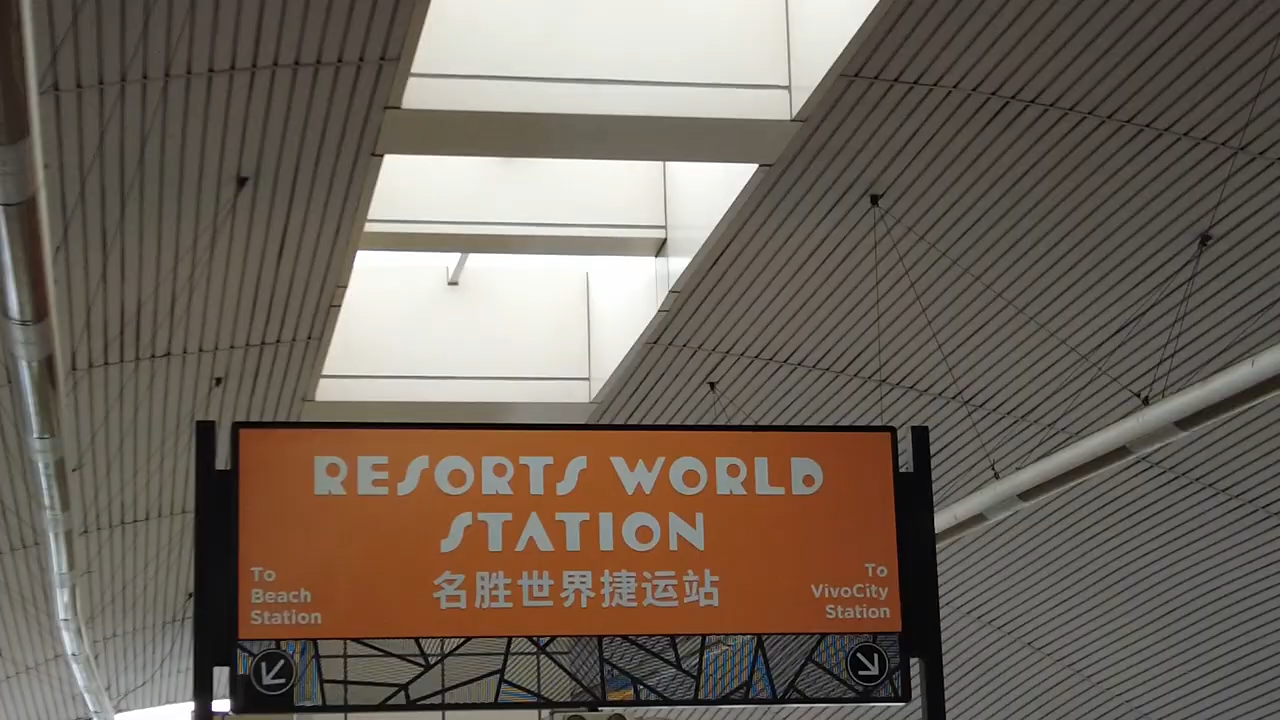 RESORTS WORLD
STATION
名胜世界捷运站
To
Beach
Station
To
VivoCity
Station